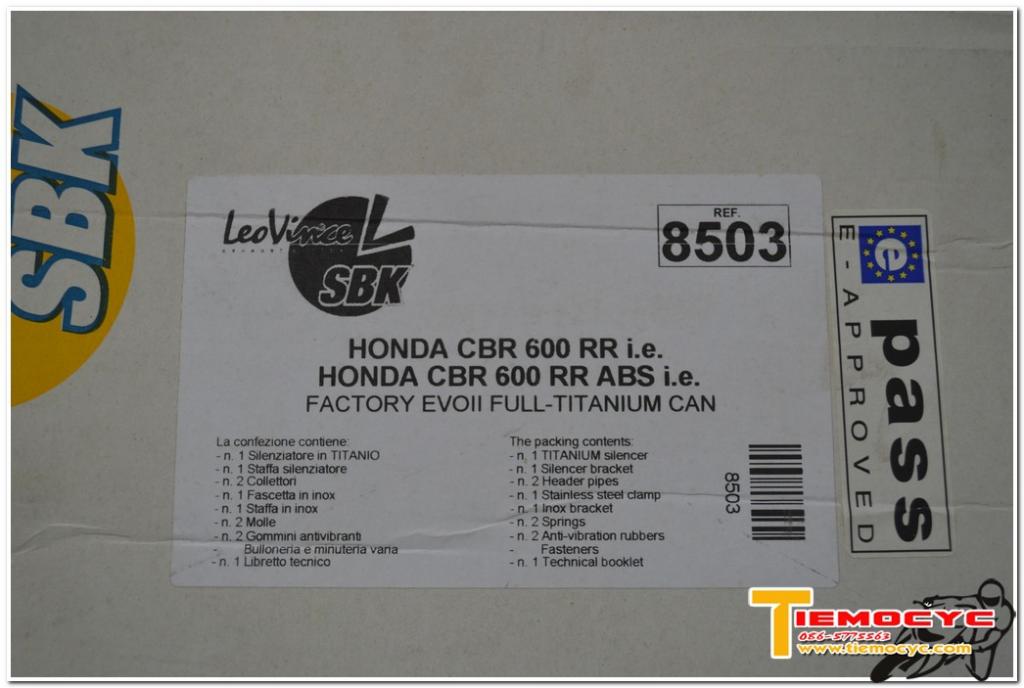 SBK
LeoVince
SBK
REF.
8503
HONDA CBR 600 RR i.e.
HONDA CBR 600 RR ABS i.e.
FACTORY EVOII FULL-TITANIUM CAN
La confezione contiene:
- n. 1 Silenziatore in TITANIO
- n. 1 Staffa silenziatore
- n. 2 Collettori
- n. 1 Fascetta in inox
- n. 1 Staffa in inox
- n. 2 Molle
- n. 2 Gommini antivibranti
- Bulloneria e minuteria varia
- n. 1 Libretto tecnico
The packing contents:
- n. 1 TITANIUM silencer
- n. 1 Silencer bracket
- n. 2 Header pipes
- n. 1 Stainless steel clamp
- n. 1 Inox bracket
- n. 2 Springs
- n. 2 Anti-vibration rubbers
- Fasteners
- n. 1 Technical booklet
8503
e
pass
E-APPROVED
TIEMOCYC
086-5775563
www.tiemocyc.com